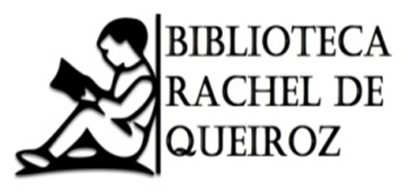 BIBLIOTECA
RACHEL DE
QUEIROZ